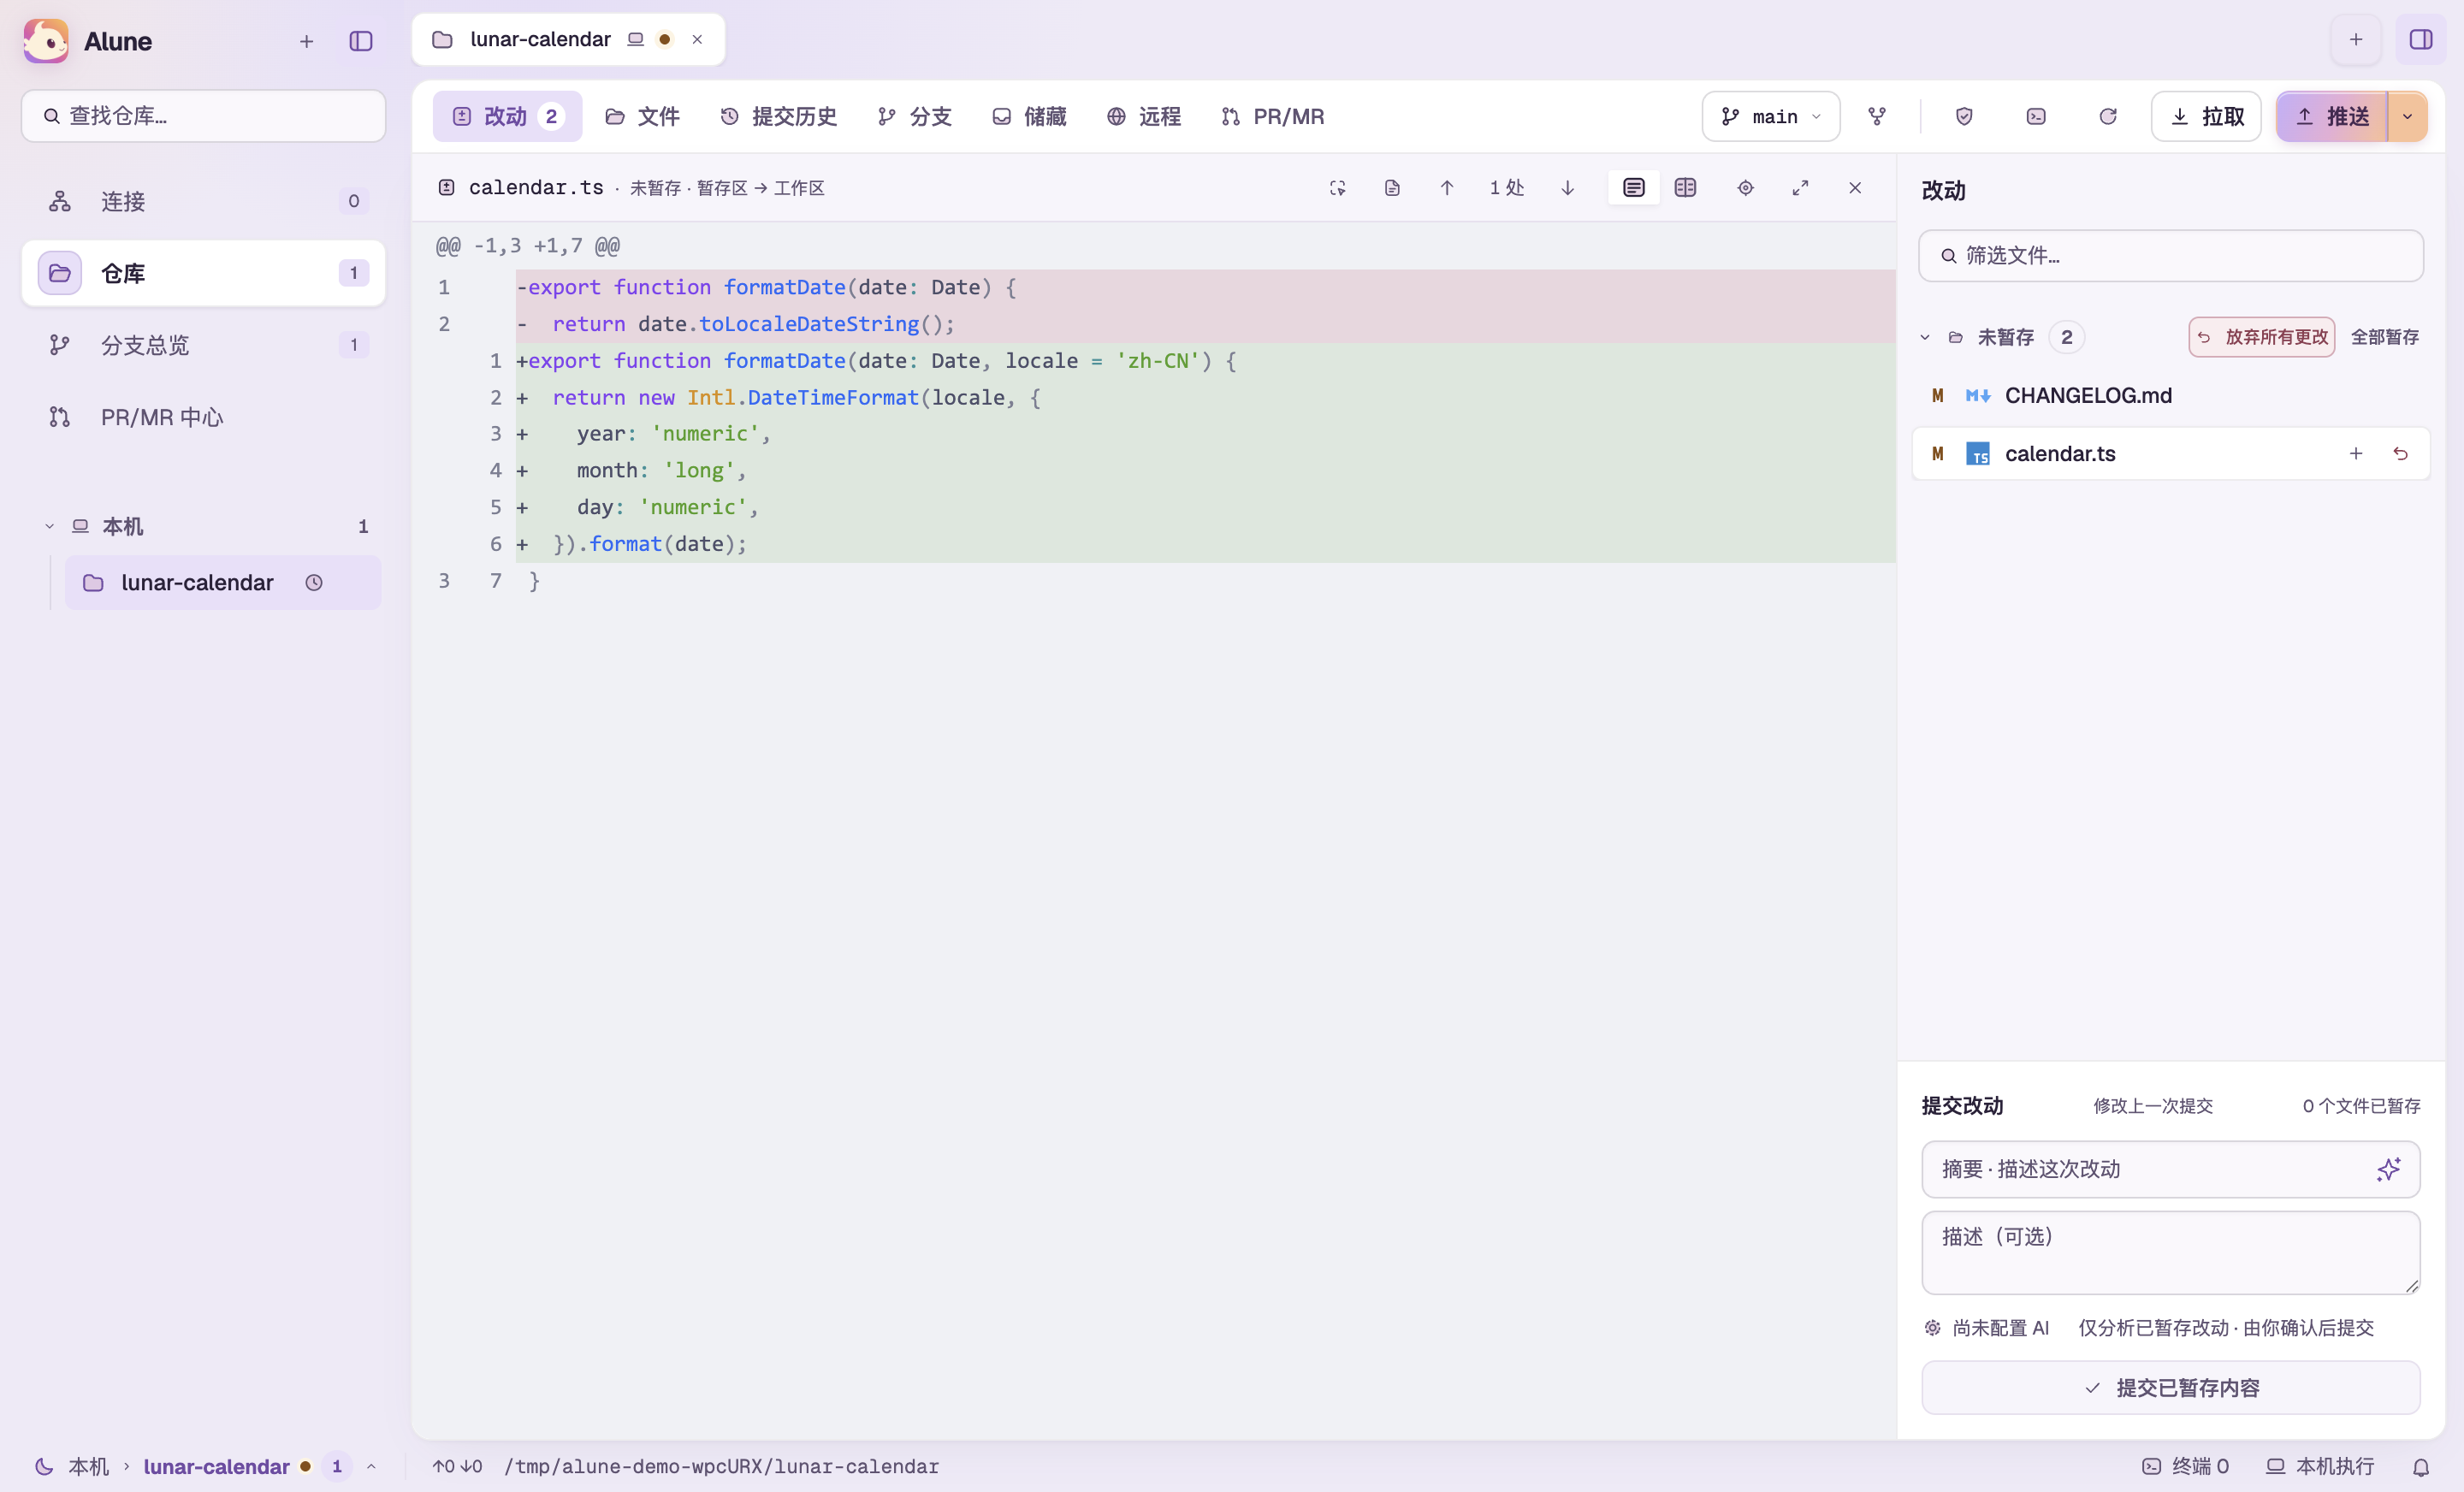 Alune
lunar-calendar
查找仓库...
改动 2
文件
提交历史
分支
储藏
远程
PR/MR
main
拉取
推送
连接 0
仓库 1
分支总览 1
PR/MR 中心
本机 1
lunar-calendar
calendar.ts · 未暂存 · 暂存区 → 工作区
1 处
@@ -1,3 +1,7 @@
1 -export function formatDate(date: Date) {
2 -  return date.toLocaleDateString();
1 +export function formatDate(date: Date, locale = 'zh-CN') {
2 +  return new Intl.DateTimeFormat(locale, {
3 +    year: 'numeric',
4 +    month: 'long',
5 +    day: 'numeric',
6 +  }).format(date);
3 7 }
改动
筛选文件...
未暂存 2
放弃所有更改
全部暂存
M CHANGELOG.md
M TS calendar.ts
提交改动
修改上一次提交
0 个文件已暂存
摘要 · 描述这次改动
描述（可选）
尚未配置 AI
仅分析已暂存改动 · 由你确认后提交
提交已暂存内容
本机 › lunar-calendar 1
↑0 ↓0
/tmp/alune-demo-wpcURX/lunar-calendar
终端 0
本机执行